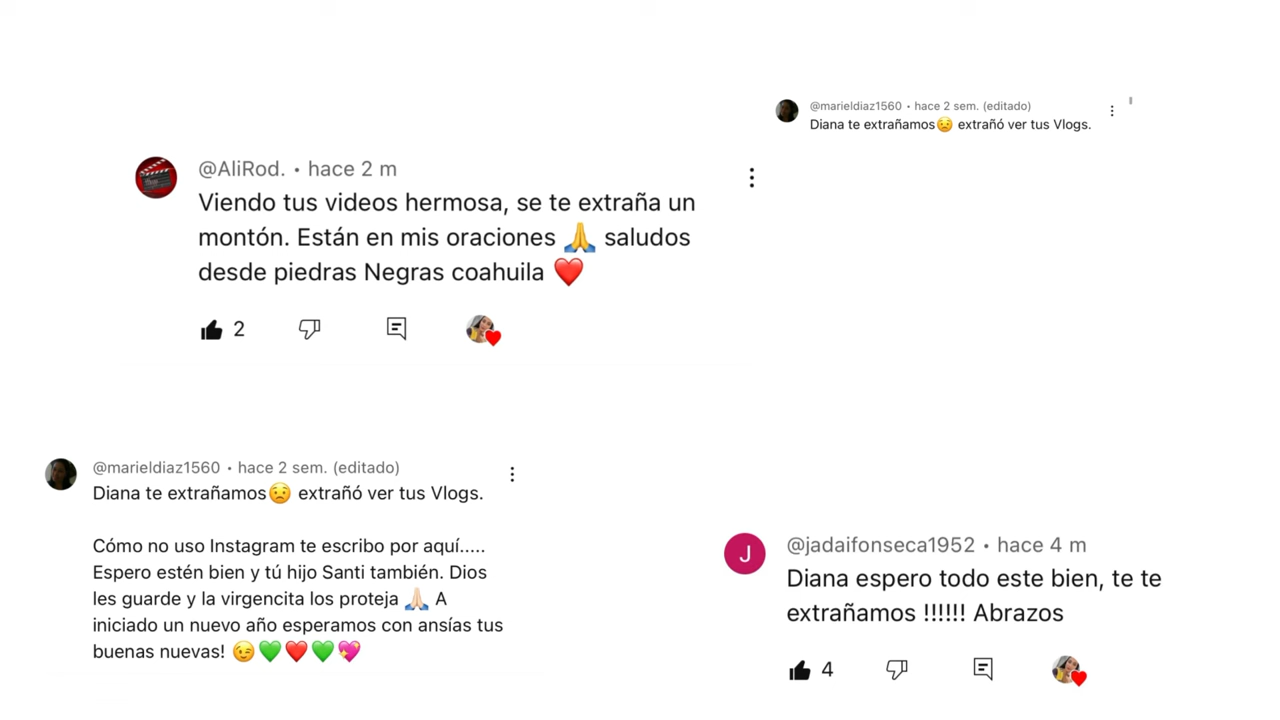 @marieldiaz1560 • hace 2 sem. (editado)
Diana te extrañamos😟 extrañó ver tus Vlogs.
@AliRod. • hace 2 m
Viendo tus videos hermosa, se te extraña un
montón. Están en mis oraciones 🙏 saludos
desde piedras Negras coahuila ❤️
2
@marieldiaz1560 • hace 2 sem. (editado)
Diana te extrañamos😟 extrañó ver tus Vlogs.
Cómo no uso Instagram te escribo por aquí.....
Espero estén bien y tú hijo Santi también. Dios
les guarde y la virgencita los proteja 🙏🏻 A
iniciado un nuevo año esperamos con ansías tus
buenas nuevas! 😉💚❤️💚💖
J
@jadaifonseca1952 • hace 4 m
Diana espero todo este bien, te te
extrañamos !!!!!! Abrazos
4